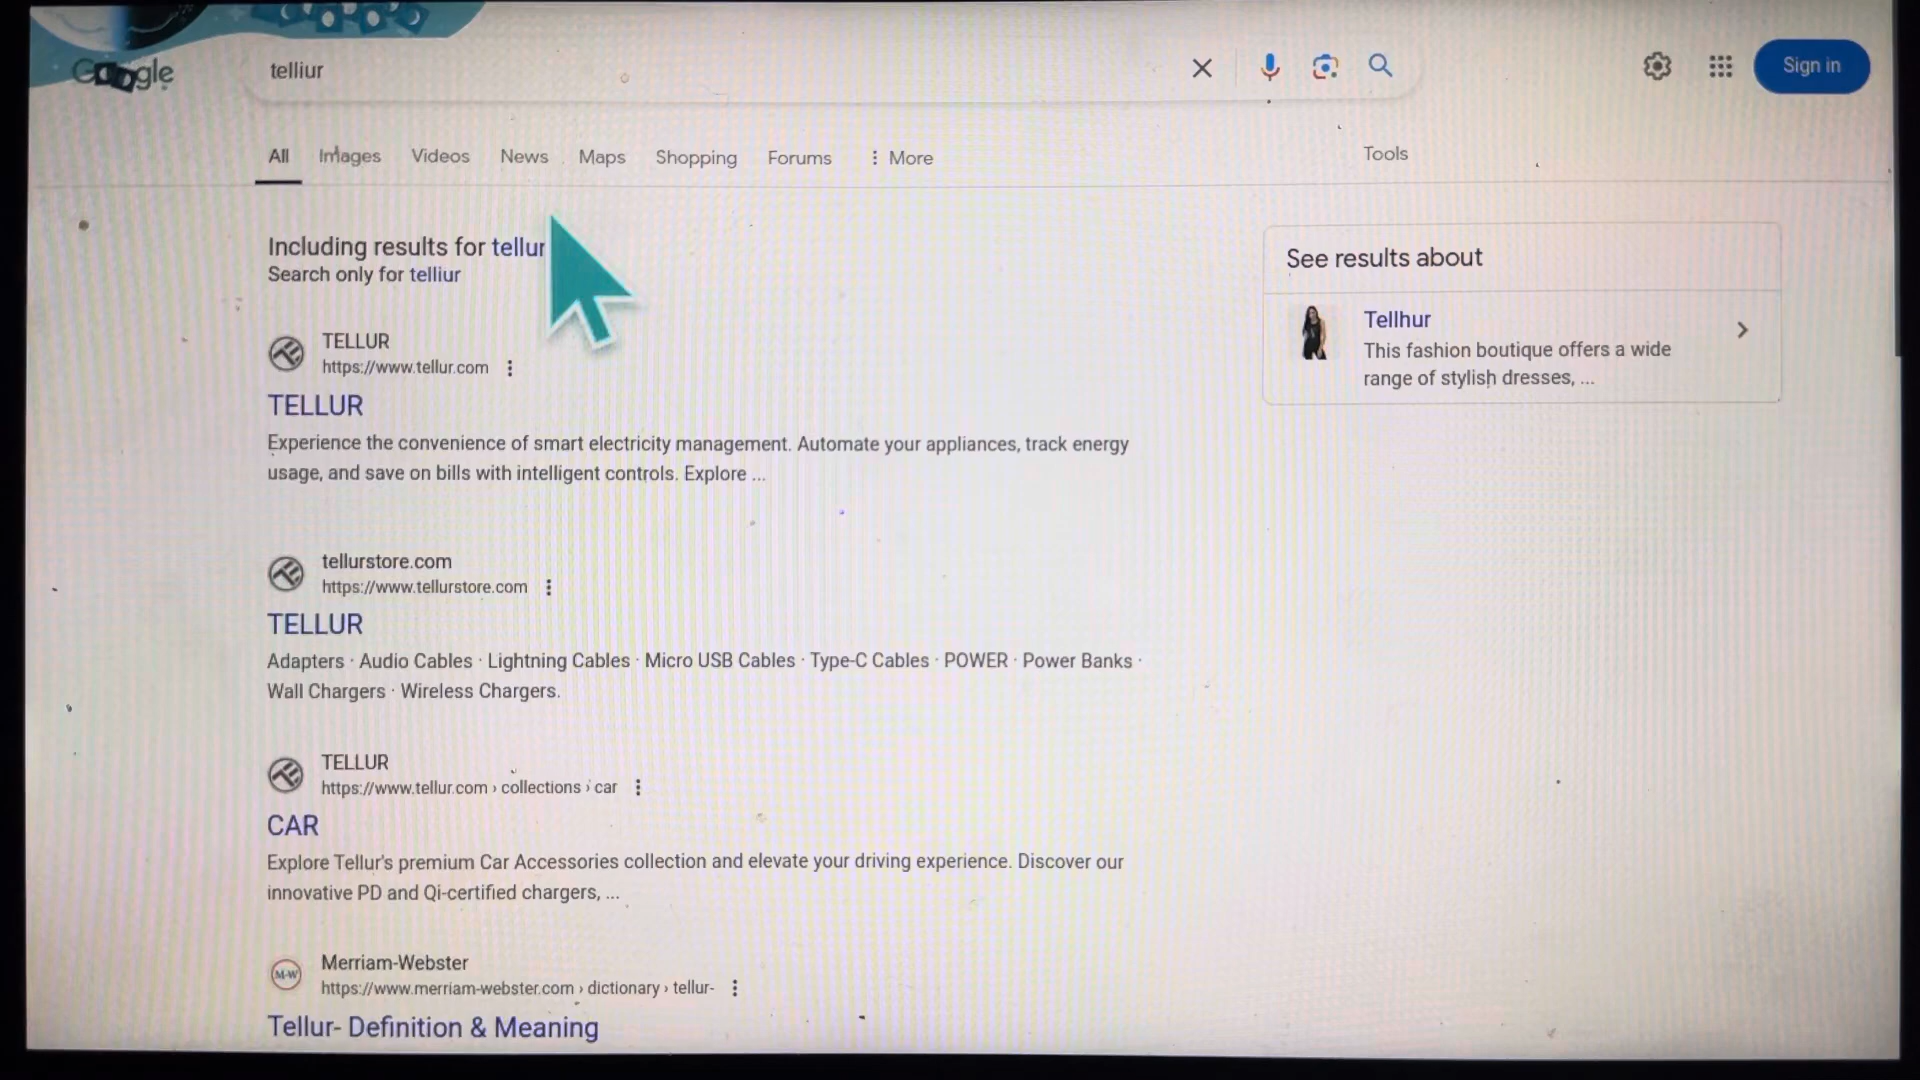 Google
telliur
Sign in
All Images Videos News Maps Shopping Forums More
Tools
Including results for tellur
Search only for telliur
See results about
Tellhur
This fashion boutique offers a wide
range of stylish dresses, ...
TELLUR
https://www.tellur.com
TELLUR
Experience the convenience of smart electricity management. Automate your appliances, track energy
usage, and save on bills with intelligent controls. Explore ...
tellurstore.com
https://www.tellurstore.com
TELLUR
Adapters · Audio Cables · Lightning Cables · Micro USB Cables · Type-C Cables · POWER · Power Banks ·
Wall Chargers · Wireless Chargers.
TELLUR
https://www.tellur.com › collections › car
CAR
Explore Tellur's premium Car Accessories collection and elevate your driving experience. Discover our
innovative PD and Qi-certified chargers, ...
M-W
Merriam-Webster
https://www.merriam-webster.com › dictionary › tellur-
Tellur- Definition & Meaning